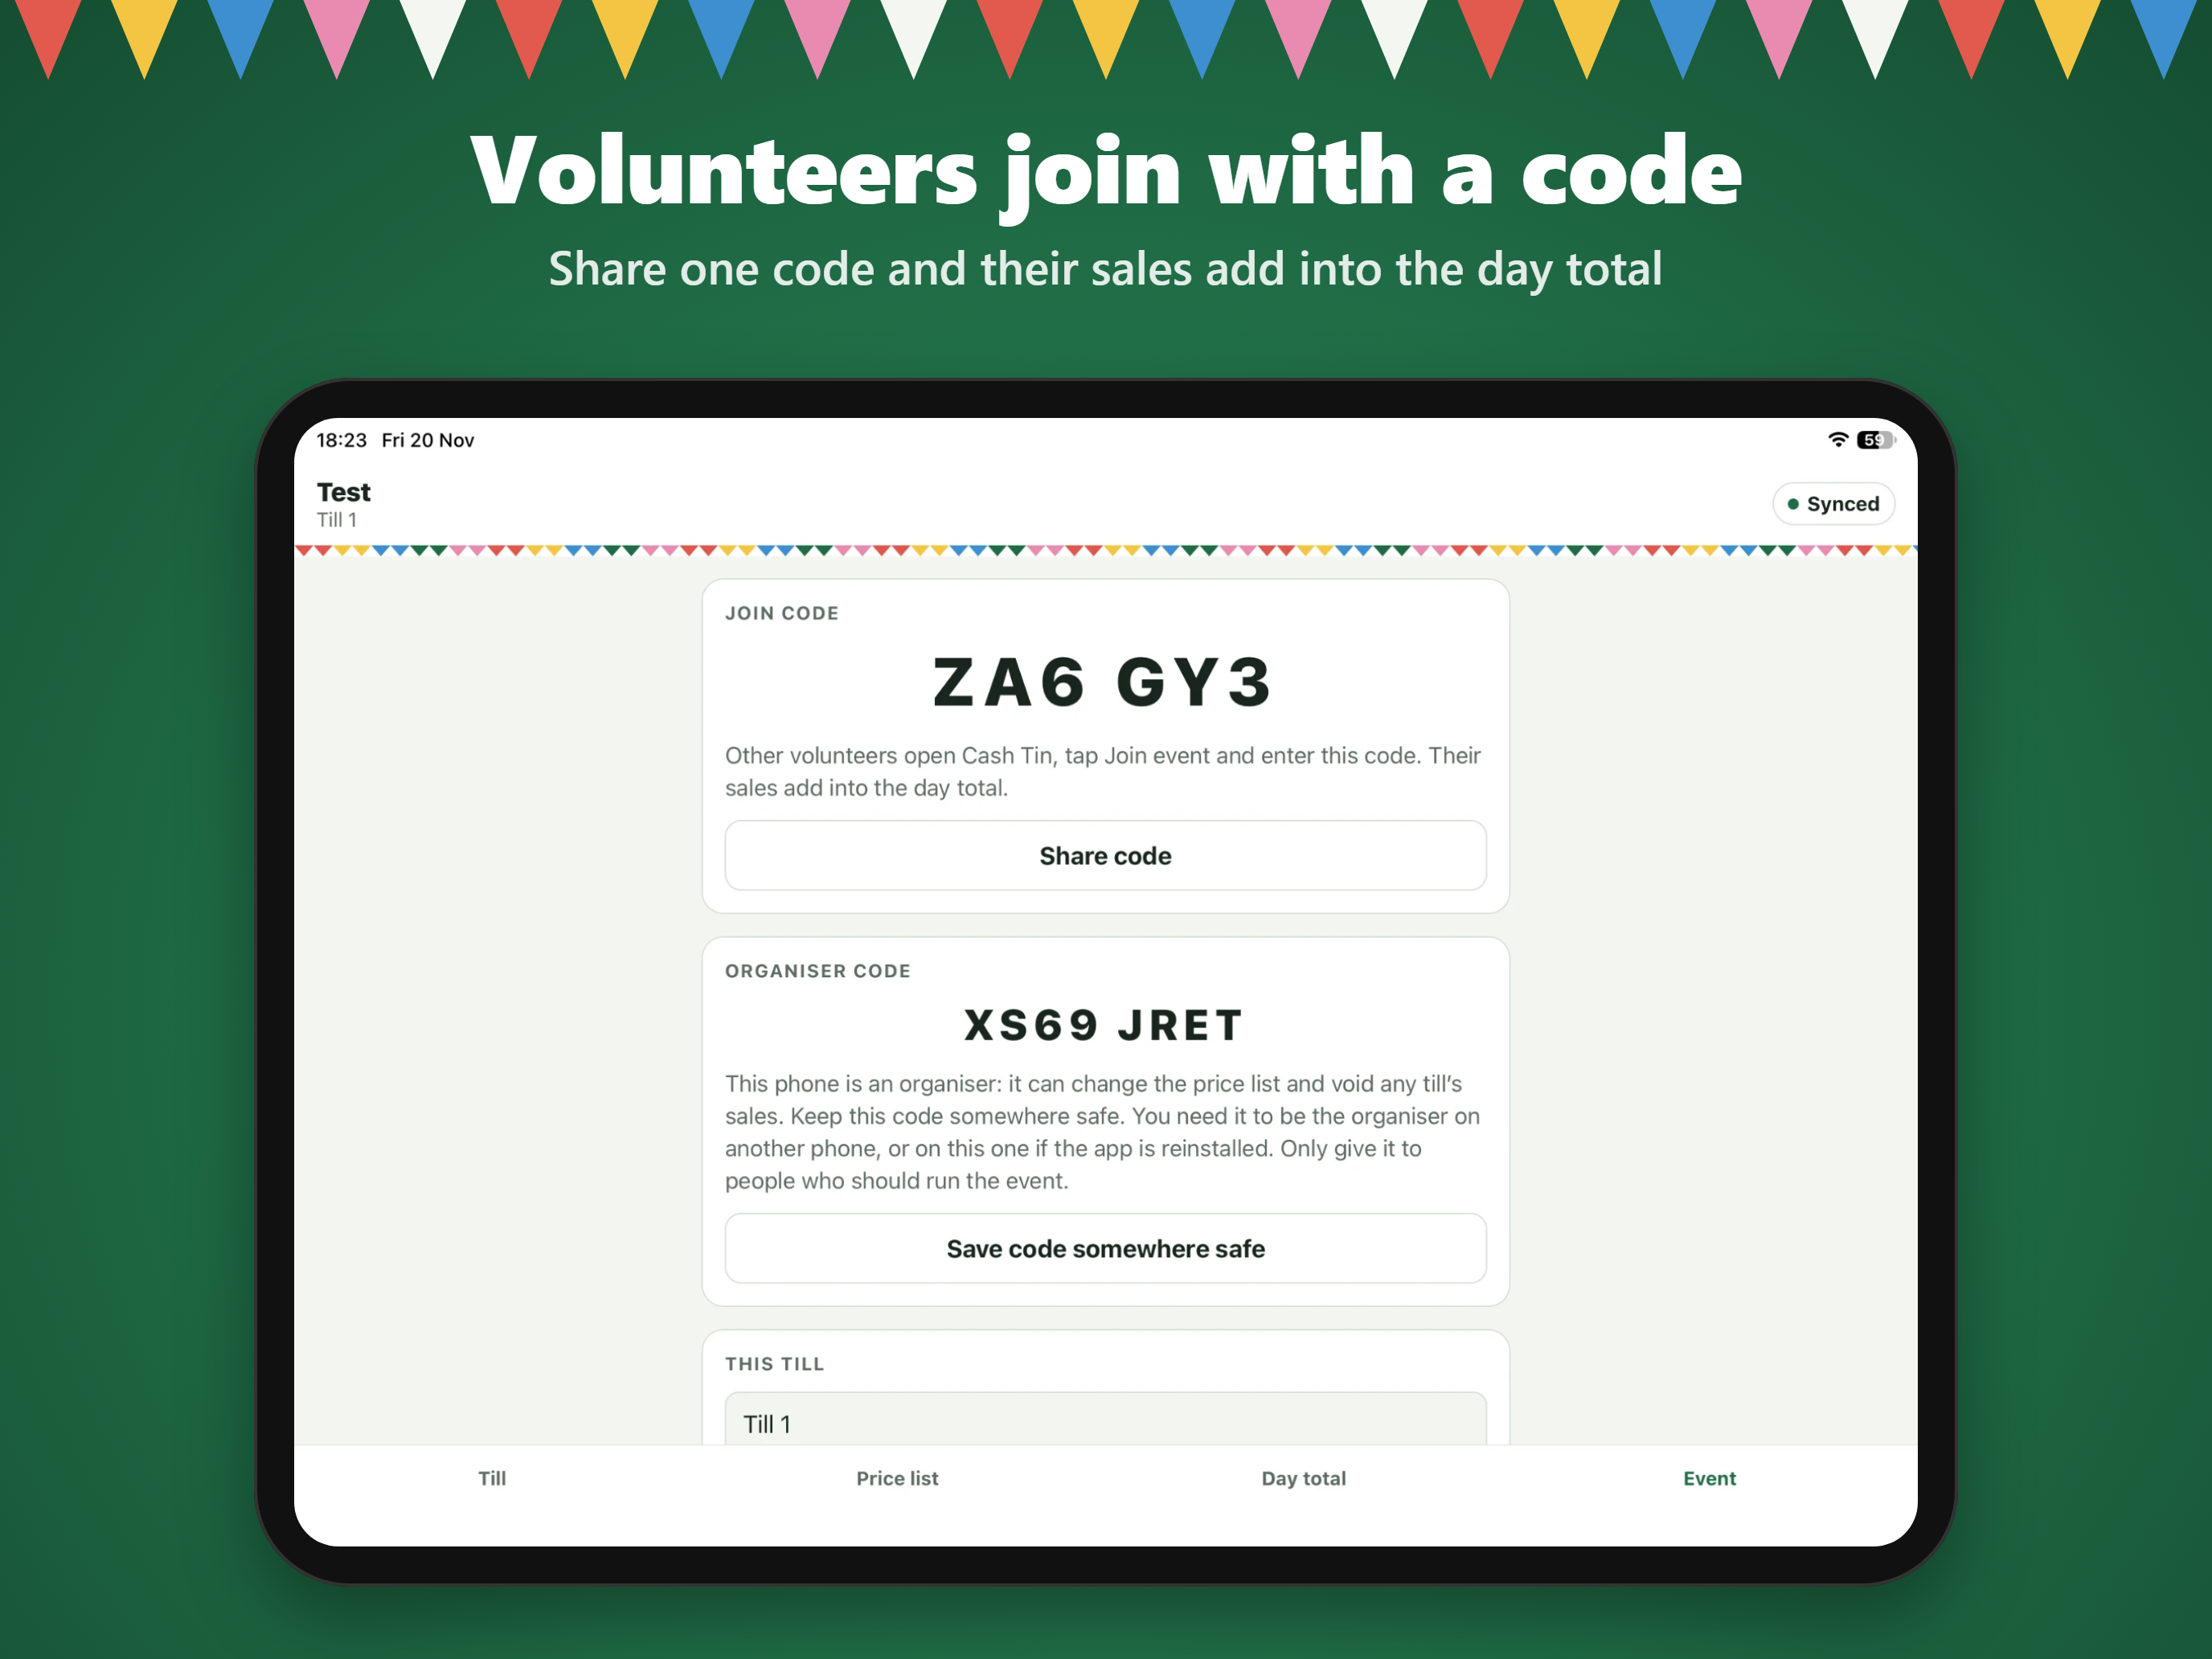 Volunteers join with a code
Share one code and their sales add into the day total
18:23 Fri 20 Nov
59
Test
Till 1
Synced
JOIN CODE
ZA6 GY3
Other volunteers open Cash Tin, tap Join event and enter this code. Their
sales add into the day total.
Share code
ORGANISER CODE
XS69 JRET
This phone is an organiser: it can change the price list and void any till’s
sales. Keep this code somewhere safe. You need it to be the organiser on
another phone, or on this one if the app is reinstalled. Only give it to
people who should run the event.
Save code somewhere safe
THIS TILL
Till 1
Till
Price list
Day total
Event